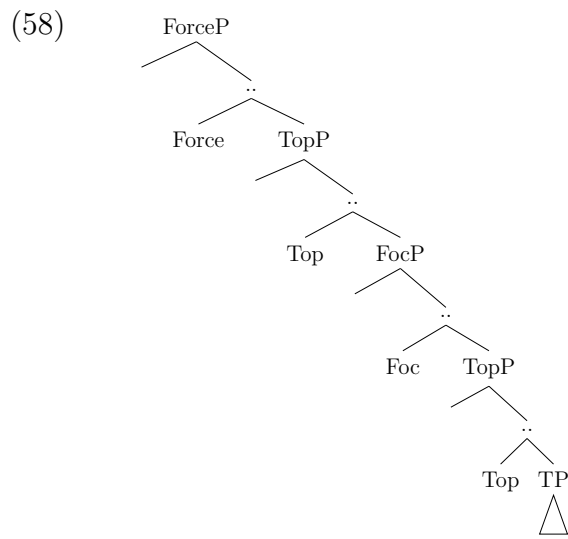 (58)
ForceP
..
Force TopP
..
Top FocP
..
Foc TopP
..
Top TP